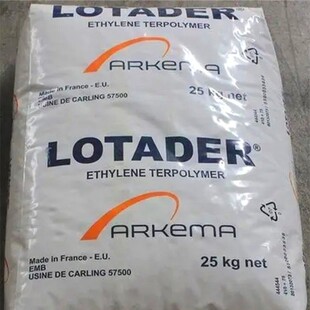 LOTADER®
ETHYLENE TERPOLYMER
ARKEMA
Made in France - E.U.
EMB
USINE DE CARLING 57500
25 kg net
LOTADER®
ETHYLENE TERPOLYMER
ARKEMA
Made in France - E.U.
EMB
USINE DE CARLING 57500
25 kg net